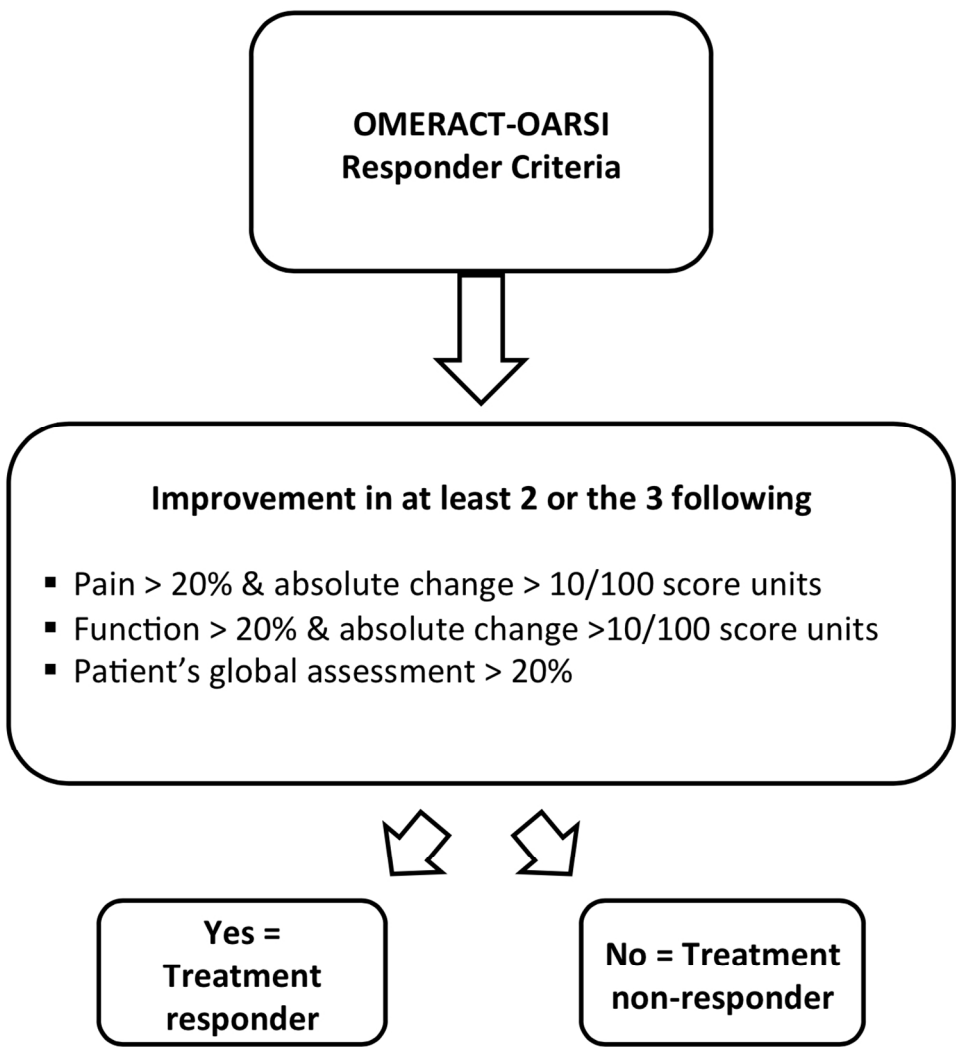 OMERACT-OARSI
Responder Criteria
Improvement in at least 2 or the 3 following
▪ Pain > 20% & absolute change > 10/100 score units
▪ Function > 20% & absolute change >10/100 score units
▪ Patient's global assessment > 20%
Yes =
Treatment
responder
No = Treatment
non-responder